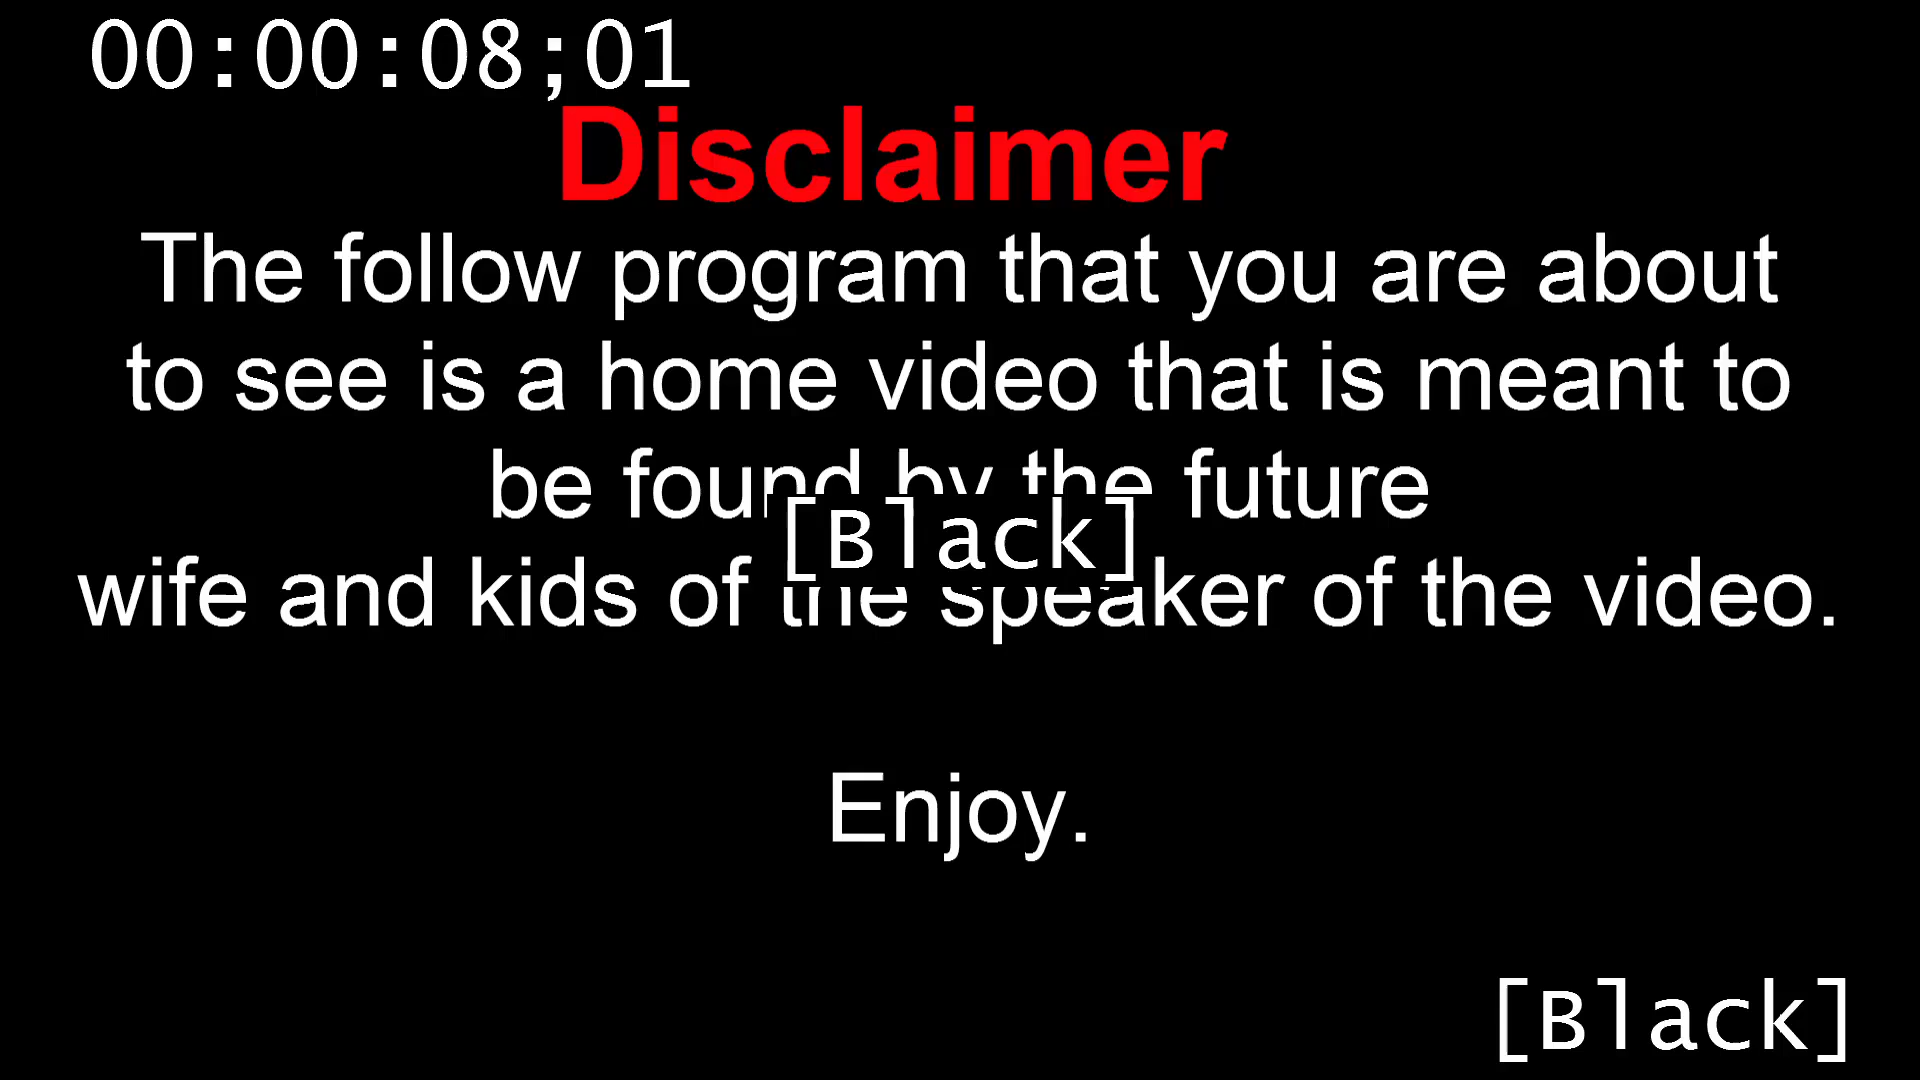 00:00:08;01
Disclaimer
The follow program that you are about
to see is a home video that is meant to
be found by the future
[Black]
wife and kids of the speaker of the video.
Enjoy.
[Black]